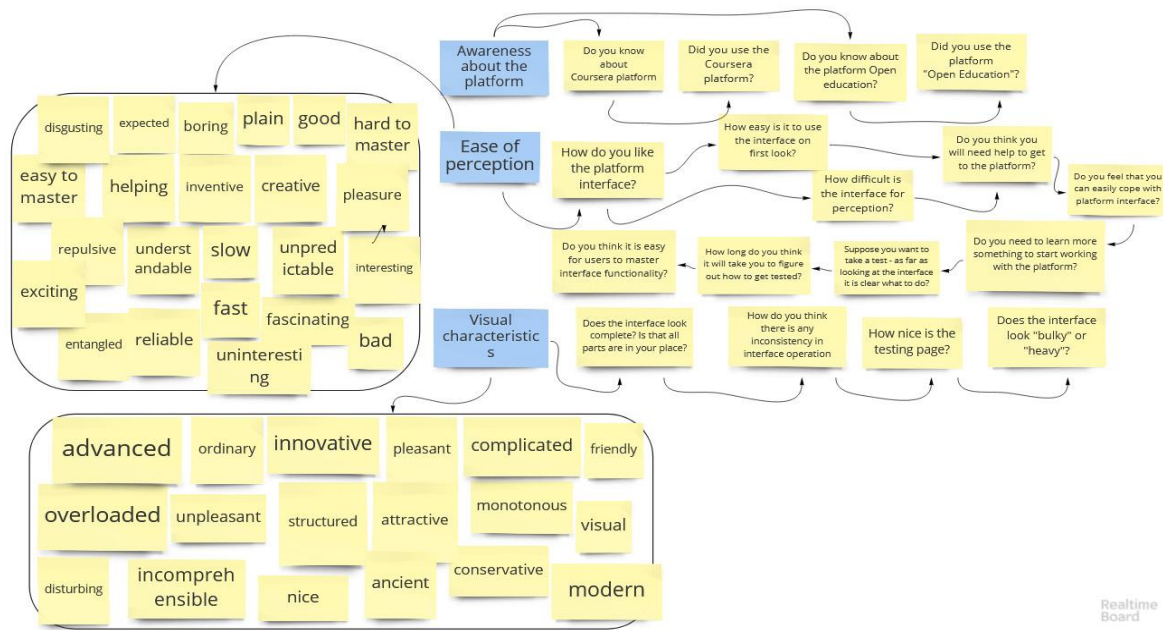 Awareness
about the
platform
Do you know
about
Coursera platform
Did you use the
Coursera
platform?
Do you know about
the platform Open
education?
Did you use the
platform
"Open Education"?
Ease of
perception
How do you like
the platform
interface?
How easy is it to use
the interface on
first look?
Do you think you
will need help to get
to the platform?
How difficult is
the interface for
perception?
Do you feel that you
can easily cope with
platform interface?
Do you need to learn more
something to start working
with the platform?
Suppose you want to
take a test - as far as
looking at the interface
it is clear what to do?
How long do you think
it will take you to figure
out how to get tested?
Do you think it is easy
for users to master
interface functionality?
disgusting
expected
boring
plain
good
hard to
master
easy to
master
helping
inventive
creative
pleasure
repulsive
underst
andable
slow
unpred
ictable
interesting
exciting
fast
fascinating
entangled
reliable
uninteresti
ng
bad
Visual
characteristic
s
Does the interface look
complete? Is that all
parts are in your place?
How do you think
there is any
inconsistency in
interface operation
How nice is the
testing page?
Does the interface
look "bulky" or
"heavy"?
advanced
ordinary
innovative
pleasant
complicated
friendly
overloaded
unpleasant
structured
attractive
monotonous
visual
disturbing
incompreh
ensible
nice
ancient
conservative
modern
Realtime
Board